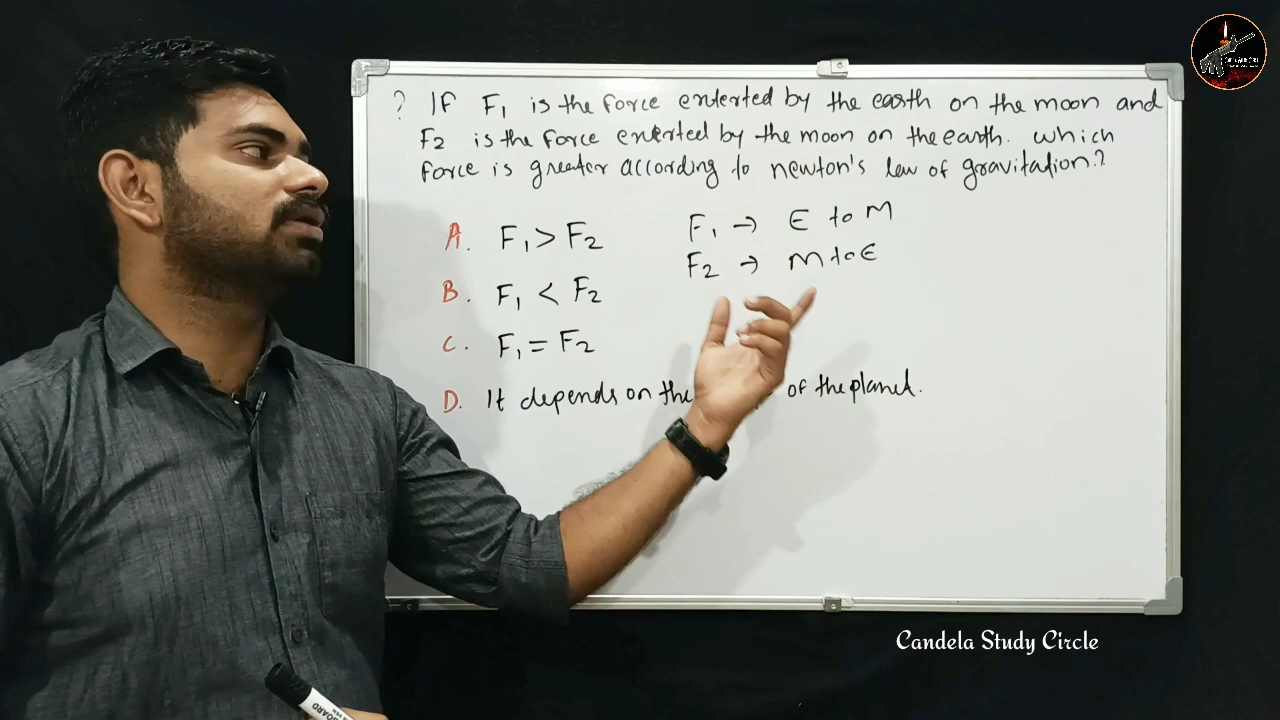 ? If F1 is the force enterted by the earth on the moon and
F2 is the force enterted by the moon on the earth. Which
force is greater according to newton's law of gravitation?
A. F1 > F2
F1 → E to M
F2 → M to E
B. F1 < F2
C. F1 = F2
D. It depends on the of the planet.
Candela Study Circle